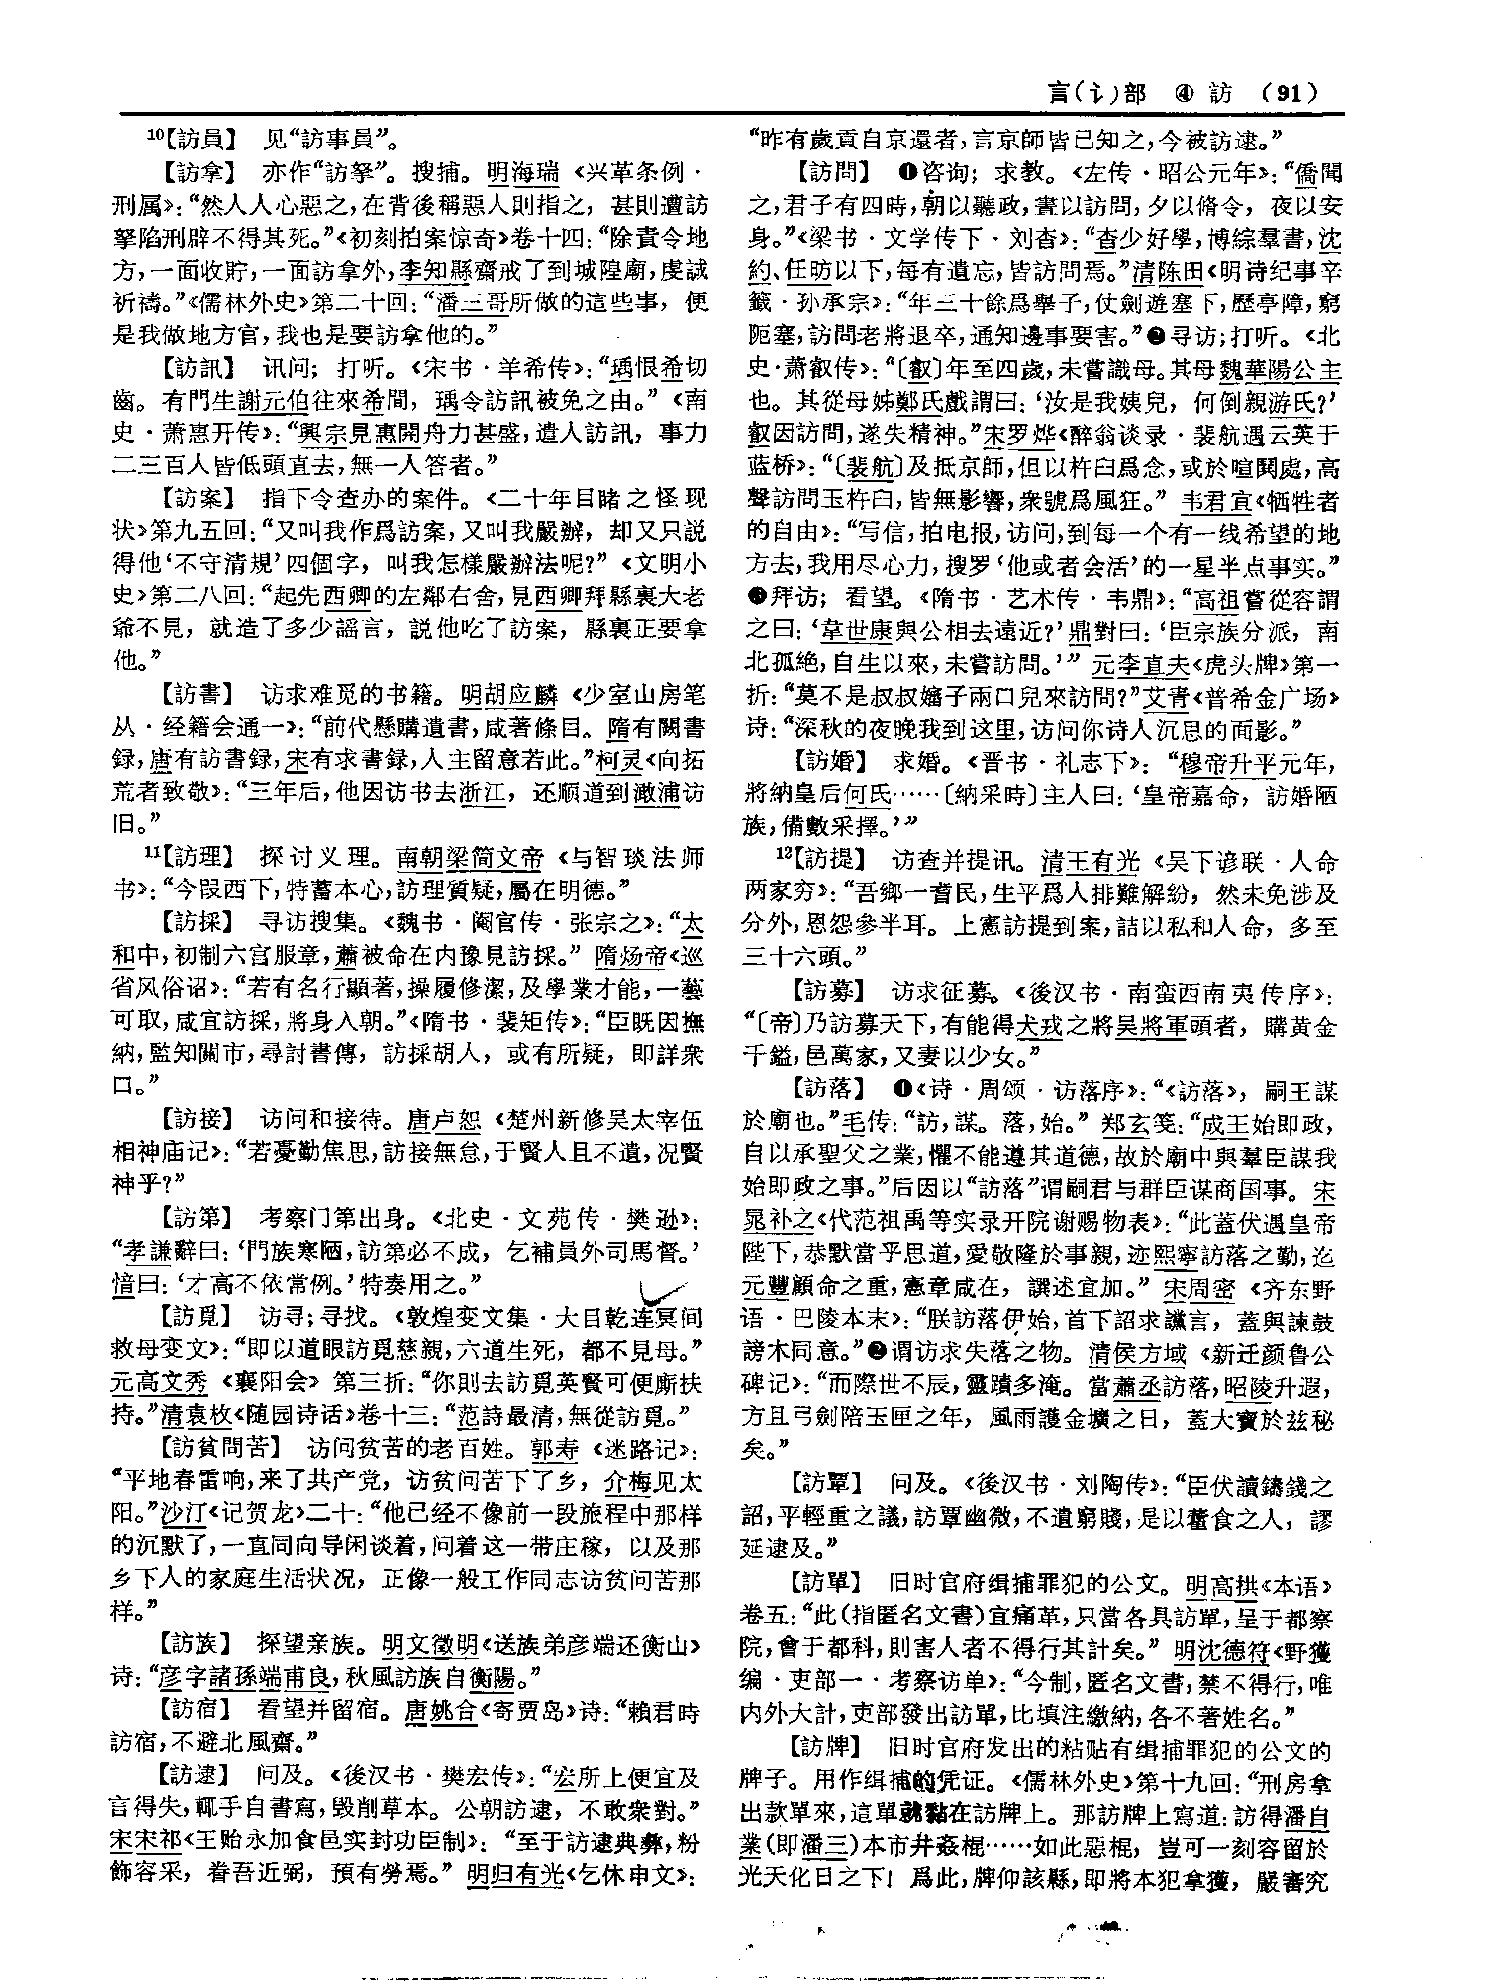 言(讠)部 ④ 訪 (91)
10【訪員】 见“訪事員”。
【訪拿】 亦作“訪拏”。搜捕。明海瑞《兴革条例·
刑属》：“然人人心惡之，在背後稱惡人則指之，甚則遭訪
拏陷刑辟不得其死。”《初刻拍案惊奇》卷十四：“除責令地
方，一面收貯，一面訪拿外，李知縣齋戒了到城隍廟，虔誠
祈禱。”《儒林外史》第二十回：“潘三哥所做的這些事，便
是我做地方官，我也是要訪拿他的。”
【訪訊】 讯问；打听。《宋书·羊希传》：“瑀恨希切
齒。有門生謝元伯往來希間，瑀令訪訊被免之由。”《南
史·萧惠开传》：“興宗見惠開舟力甚盛，遣人訪訊，事力
二三百人皆低頭直去，無一人答者。”
【訪案】 指下令查办的案件。《二十年目睹之怪现
状》第九五回：“又叫我作爲訪案，又叫我嚴辦，却又只説
得他‘不守清規’四個字，叫我怎樣嚴辦法呢？”《文明小
史》第二八回：“起先西卿的左鄰右舍，見西卿拜縣裏大老
爺不見，就造了多少謡言，説他吃了訪案，縣裏正要拿
他。”
【訪書】 访求难觅的书籍。明胡应麟《少室山房笔
丛·经籍会通一》：“前代懸購遺書，咸著條目。隋有闕書
録，唐有訪書録，宋有求書録，人主留意若此。”柯灵《向拓
荒者致敬》：“三年后，他因访书去浙江，还顺道到澉浦访
旧。”
11【訪理】 探讨义理。南朝梁简文帝《与智琰法师
书》：“今叚西下，特蓄本心，訪理質疑，屬在明德。”
【訪採】 寻访搜集。《魏书·阉官传·张宗之》：“太
和中，初制六宫服章，蕭被命在内豫見訪採。”隋炀帝《巡
省风俗诏》：“若有名行顯著，操履修潔，及學業才能，一藝
可取，咸宜訪採，將身入朝。”《隋书·裴矩传》：“臣既因撫
納，監知關市，尋討書傳，訪採胡人，或有所疑，即詳衆
口。”
【訪接】 访问和接待。唐卢恕《楚州新修吴太宰伍
相神庙记》：“若憂勤焦思，訪接無怠，于賢人且不遺，况賢
神乎？”
【訪第】 考察门第出身。《北史·文苑传·樊逊》：
“孝謙辭曰：‘門族寒陋，訪第必不成，乞補員外司馬督。’
愔曰：‘才高不依常例。’特奏用之。”
【訪覓】 访寻；寻找。《敦煌变文集·大目乾连冥间
救母变文》：“即以道眼訪覓慈親，六道生死，都不見母。”
元高文秀《襄阳会》第三折：“你則去訪覓英賢可便厮扶
持。”清袁枚《随园诗话》卷十三：“范詩最清，無從訪覓。”
【訪貧問苦】 访问贫苦的老百姓。郭寿《迷路记》：
“平地春雷响，来了共产党，访贫问苦下了乡，介梅见太
阳。”沙汀《记贺龙》二十：“他已经不像前一段旅程中那样
的沉默了，一直同向导闲谈着，问着这一带庄稼，以及那
乡下人的家庭生活状况，正像一般工作同志访贫问苦那
样。”
【訪族】 探望亲族。明文徵明《送族弟彦端还衡山》
诗：“彦字諸孫端甫良，秋風訪族自衡陽。”
【訪宿】 看望并留宿。唐姚合《寄贾岛》诗：“賴君時
訪宿，不避北風齋。”
【訪逮】 问及。《後汉书·樊宏传》：“宏所上便宜及
言得失，輒手自書寫，毁削草本。公朝訪逮，不敢衆對。”
宋宋祁《王贻永加食邑实封功臣制》：“至于訪逮典彝，粉
飾容采，眷吾近弼，預有勞焉。”明归有光《乞休申文》：
“昨有歲貢自京還者，言京師皆已知之，今被訪逮。”
【訪問】 ❶咨询；求教。《左传·昭公元年》：“僑聞
之，君子有四時，朝以聽政，晝以訪問，夕以脩令，夜以安
身。”《梁书·文学传下·刘杳》：“杳少好學，博綜羣書，沈
約、任昉以下，每有遺忘，皆訪問焉。”清陈田《明诗纪事辛
籤·孙承宗》：“年三十餘爲舉子，仗劍遊塞下，歷亭障，窮
阨塞，訪問老將退卒，通知邊事要害。”❷寻访；打听。《北
史·萧叡传》：“〔叡〕年至四歲，未嘗識母。其母魏華陽公主
也。其從母姊鄭氏戲謂曰：‘汝是我姨兒，何倒親游氏？’
叡因訪問，遂失精神。”宋罗烨《醉翁谈录·裴航遇云英于
蓝桥》：“〔裴航〕及抵京師，但以杵臼爲念，或於喧鬨處，高
聲訪問玉杵臼，皆無影響，衆號爲風狂。”韦君宜《牺牲者
的自由》：“写信，拍电报，访问，到每一个有一线希望的地
方去，我用尽心力，搜罗‘他或者会活’的一星半点事实。”
❸拜访；看望。《隋书·艺术传·韦鼎》：“高祖嘗從容謂
之曰：‘韋世康與公相去遠近？’鼎對曰：‘臣宗族分派，南
北孤絶，自生以來，未嘗訪問。’”元李直夫《虎头牌》第一
折：“莫不是叔叔嬸子兩口兒來訪問？”艾青《普希金广场》
诗：“深秋的夜晚我到这里，访问你诗人沉思的面影。”
【訪婚】 求婚。《晋书·礼志下》：“穆帝升平元年，
將納皇后何氏……〔納采時〕主人曰：‘皇帝嘉命，訪婚陋
族，備數采擇。’”
12【訪提】 访查并提讯。清王有光《吴下谚联·人命
两家穷》：“吾鄉一耆民，生平爲人排難解紛，然未免涉及
分外，恩怨參半耳。上憲訪提到案，詰以私和人命，多至
三十六頭。”
【訪募】 访求征募。《後汉书·南蛮西南夷传序》：
“〔帝〕乃訪募天下，有能得犬戎之將吴將軍頭者，購黄金
千鎰，邑萬家，又妻以少女。”
【訪落】 ❶《诗·周颂·访落序》：“《訪落》，嗣王謀
於廟也。”毛传：“訪，謀。落，始。”郑玄笺：“成王始即政，
自以承聖父之業，懼不能遵其道德，故於廟中與羣臣謀我
始即政之事。”后因以“訪落”谓嗣君与群臣谋商国事。宋
晁补之《代范祖禹等实录开院谢赐物表》：“此蓋伏遇皇帝
陛下，恭默當乎思道，愛敬隆於事親，迹熙寧訪落之勤，迄
元豐顧命之重，憲章咸在，譔述宜加。”宋周密《齐东野
语·巴陵本末》：“朕訪落伊始，首下詔求讜言，蓋與諫鼓
謗木同意。”❷谓访求失落之物。清侯方域《新迁颜鲁公
碑记》：“而際世不辰，靈蹟多淹。當蕭丞訪落，昭陵升遐，
方且弓劍陪玉匣之年，風雨護金壙之日，蓋大寳於兹秘
矣。”
【訪覃】 问及。《後汉书·刘陶传》：“臣伏讀鑄錢之
詔，平輕重之議，訪覃幽微，不遺窮賤，是以藿食之人，謬
延逮及。”
【訪單】 旧时官府缉捕罪犯的公文。明高拱《本语》
卷五：“此（指匿名文書）宜痛革，只當各具訪單，呈于都察
院，會于都科，則害人者不得行其計矣。”明沈德符《野獲
编·吏部一·考察访单》：“今制，匿名文書，禁不得行，唯
内外大計，吏部發出訪單，比填注繳納，各不著姓名。”
【訪牌】 旧时官府发出的粘贴有缉捕罪犯的公文的
牌子。用作缉捕的凭证。《儒林外史》第十九回：“刑房拿
出款單來，這單就黏在訪牌上。那訪牌上寫道：訪得潘自
業（即潘三）本市井姦棍……如此惡棍，豈可一刻容留於
光天化日之下！爲此，牌仰該縣，即將本犯拿獲，嚴審究